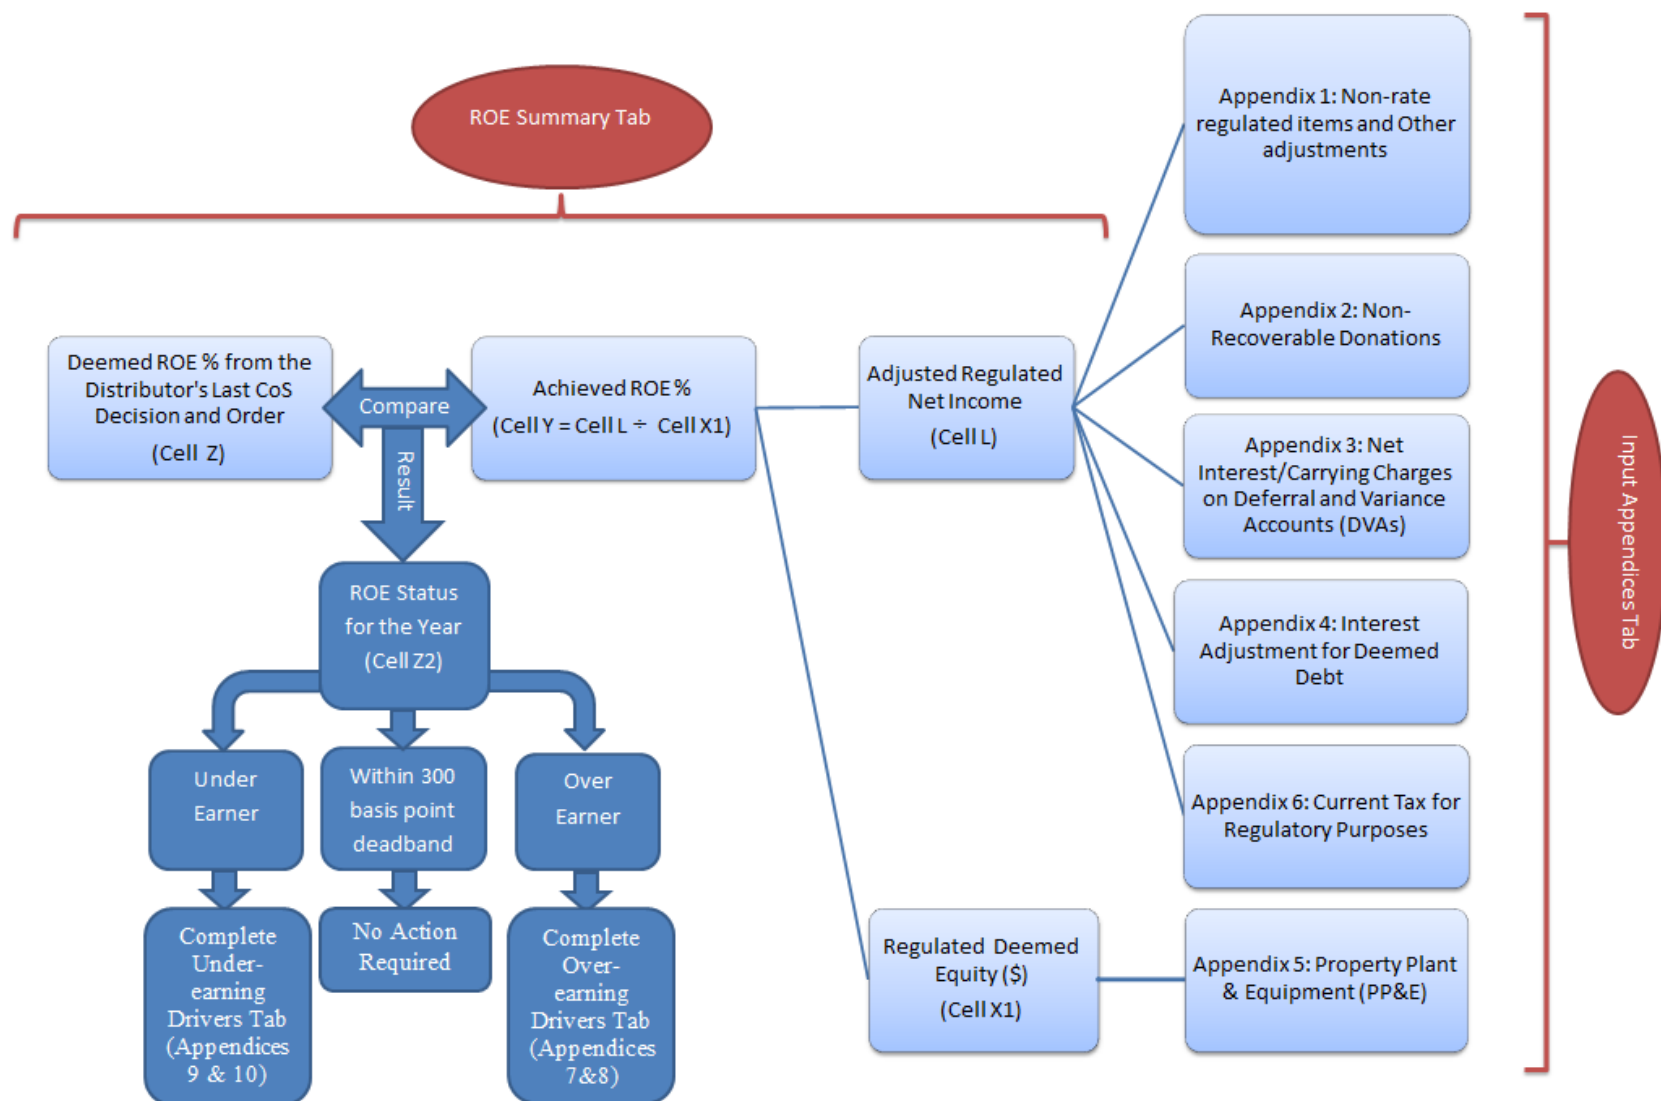 ROE Summary Tab
Appendix 1: Non-rate
regulated items and Other
adjustments
Appendix 2: Non-
Recoverable Donations
Deemed ROE % from the
Distributor's Last CoS
Decision and Order
(Cell Z)
Compare
Result
Achieved ROE %
(Cell Y = Cell L ÷ Cell X1)
Adjusted Regulated
Net Income
(Cell L)
Appendix 3: Net
Interest/Carrying Charges
on Deferral and Variance
Accounts (DVAs)
Input Appendices Tab
ROE Status
for the Year
(Cell Z2)
Appendix 4: Interest
Adjustment for Deemed
Debt
Under
Earner
Within 300
basis point
deadband
Over
Earner
Appendix 6: Current Tax for
Regulatory Purposes
Complete
Under-
earning
Drivers Tab
(Appendices
9 & 10)
No Action
Required
Complete
Over-
earning
Drivers Tab
(Appendices
7&8)
Regulated Deemed
Equity ($)
(Cell X1)
Appendix 5: Property Plant
& Equipment (PP&E)